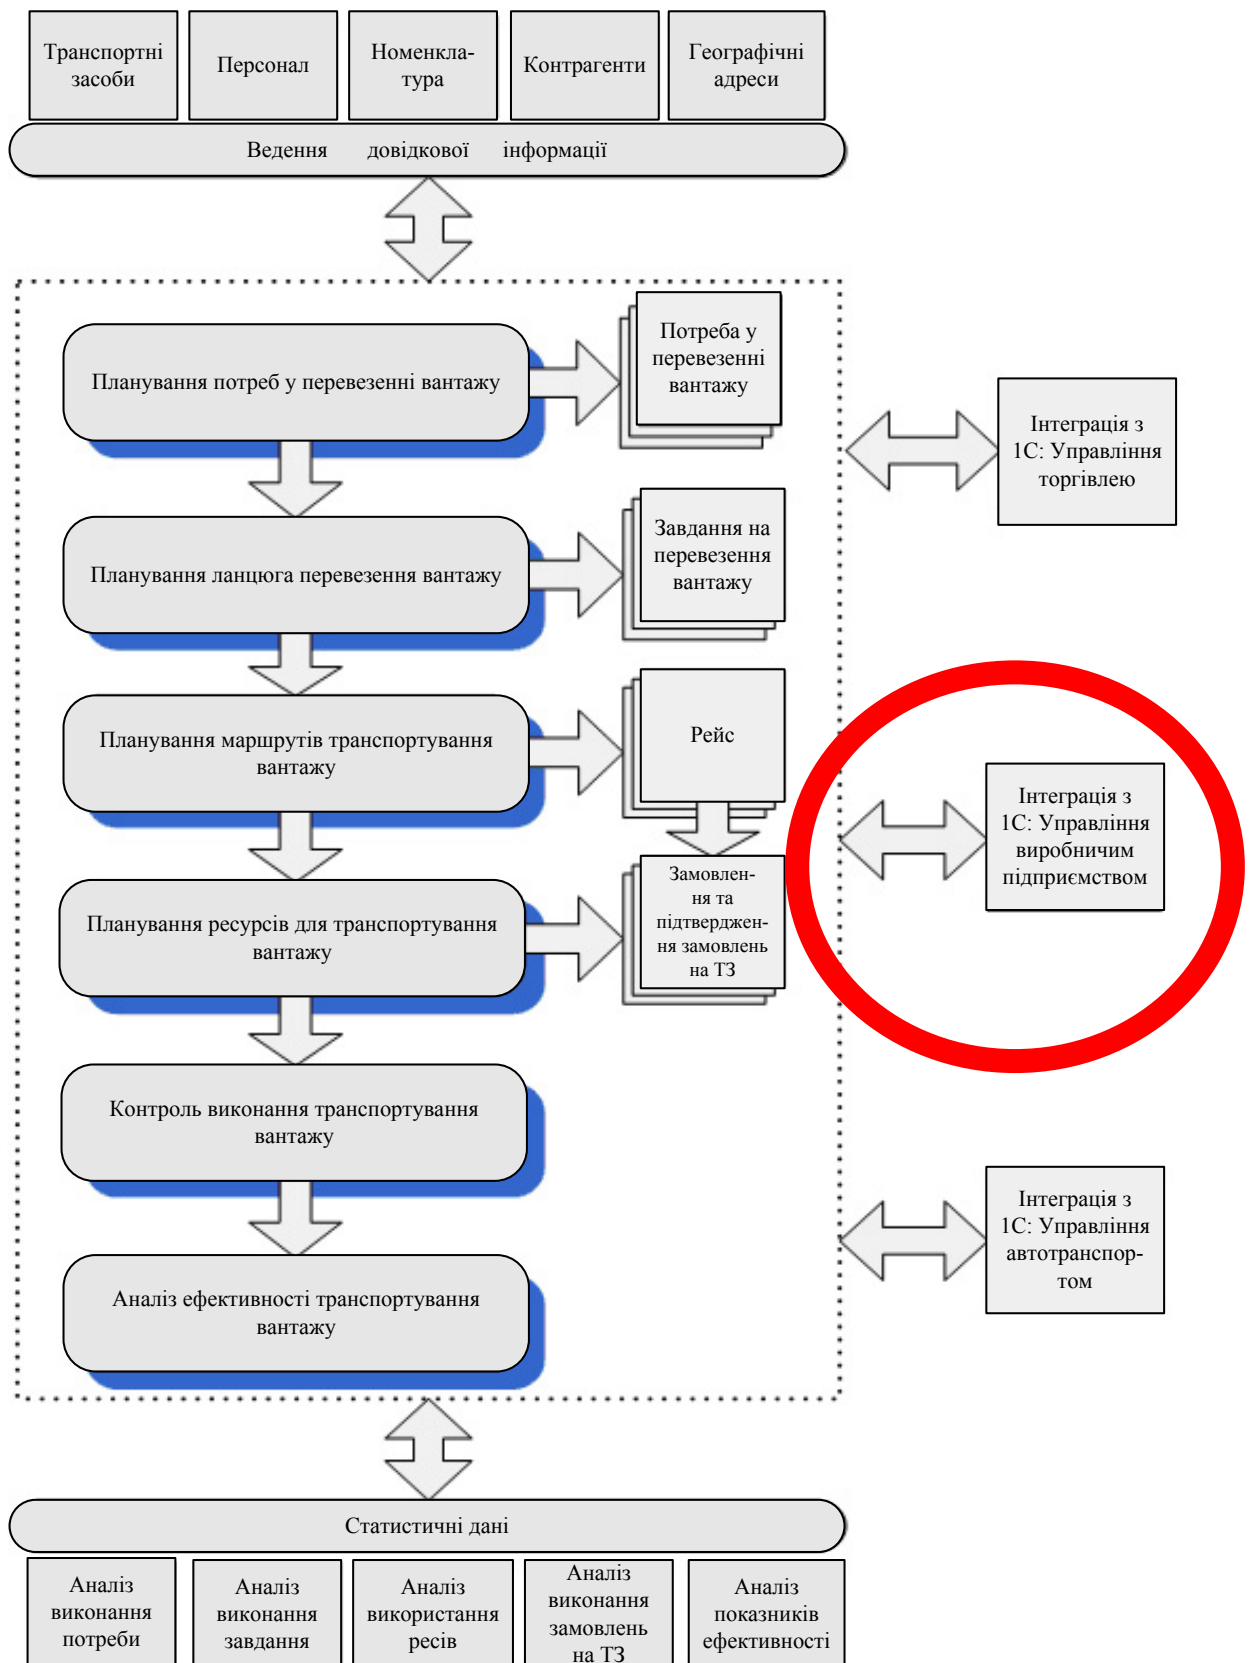 Транспортні
засоби
Персонал
Номенкла-
тура
Контрагенти
Географічні
адреси
Ведення довідкової інформації
Планування потреб у перевезенні вантажу
Потреба у
перевезенні
вантажу
Інтеграція з
1С: Управління
торгівлею
Планування ланцюга перевезення вантажу
Завдання на
перевезення
вантажу
Планування маршрутів транспортування
вантажу
Рейс
Інтеграція з
1С: Управління
виробничим
підприємством
Планування ресурсів для транспортування
вантажу
Замовлен-
ня та
підтверджен-
ня замовлень
на ТЗ
Контроль виконання транспортування
вантажу
Інтеграція з
1С: Управління
автотранспор-
том
Аналіз ефективності транспортування
вантажу
Статистичні дані
Аналіз
виконання
потреби
Аналіз
виконання
завдання
Аналіз
використання
ресів
Аналіз
виконання
замовлень
на ТЗ
Аналіз
показників
ефективності